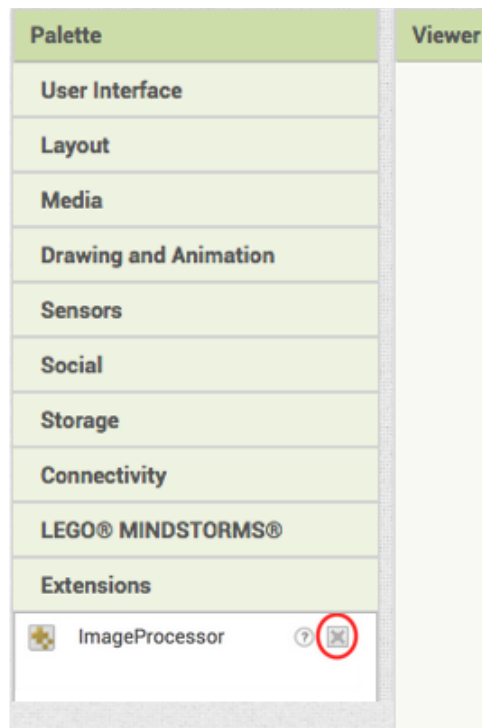 Palette
Viewer
User Interface
Layout
Media
Drawing and Animation
Sensors
Social
Storage
Connectivity
LEGO® MINDSTORMS®
Extensions
ImageProcessor ?